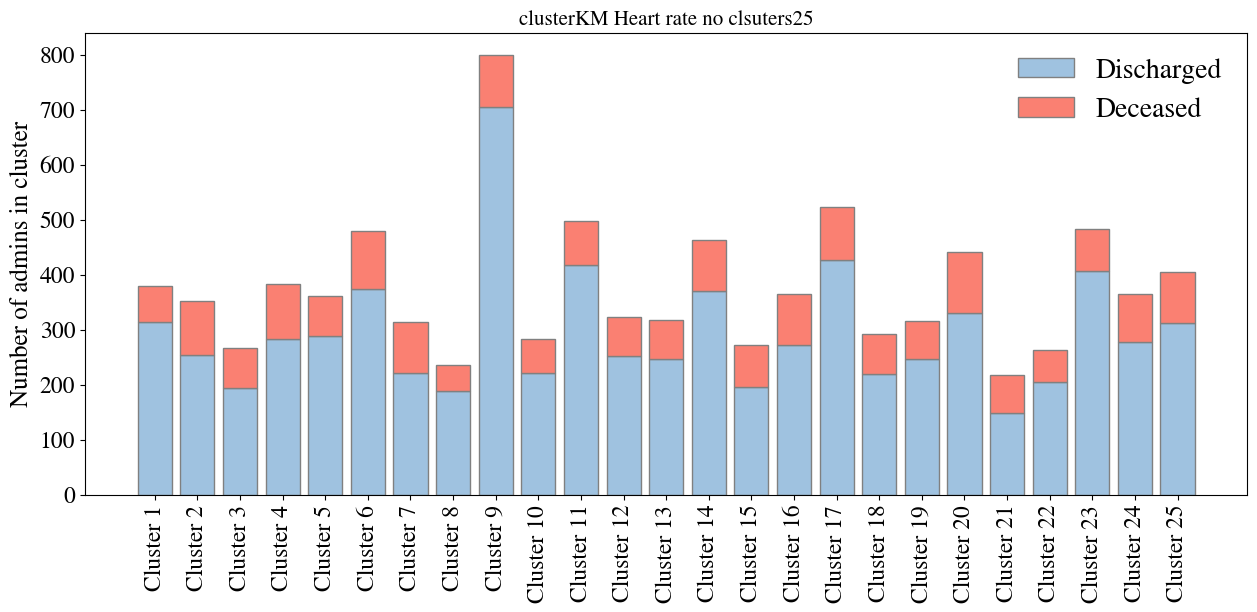 clusterKM Heart rate no clsuters25
Number of admins in cluster
800
700
600
500
400
300
200
100
0
Discharged
Deceased
Cluster 1
Cluster 2
Cluster 3
Cluster 4
Cluster 5
Cluster 6
Cluster 7
Cluster 8
Cluster 9
Cluster 10
Cluster 11
Cluster 12
Cluster 13
Cluster 14
Cluster 15
Cluster 16
Cluster 17
Cluster 18
Cluster 19
Cluster 20
Cluster 21
Cluster 22
Cluster 23
Cluster 24
Cluster 25